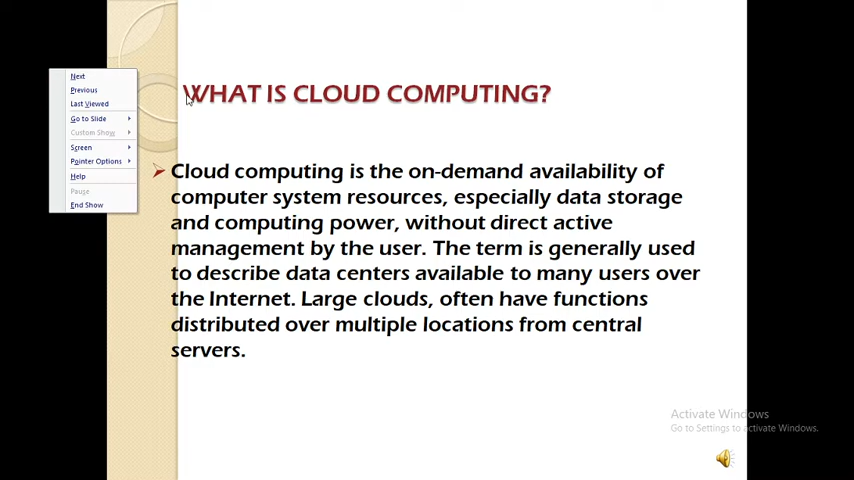 Next
Previous
Last Viewed
Go to Slide
Custom Show
Screen
Pointer Options
Help
Pause
End Show
WHAT IS CLOUD COMPUTING?
Cloud computing is the on-demand availability of
computer system resources, especially data storage
and computing power, without direct active
management by the user. The term is generally used
to describe data centers available to many users over
the Internet. Large clouds, often have functions
distributed over multiple locations from central
servers.
Activate Windows
Go to Settings to activate Windows.